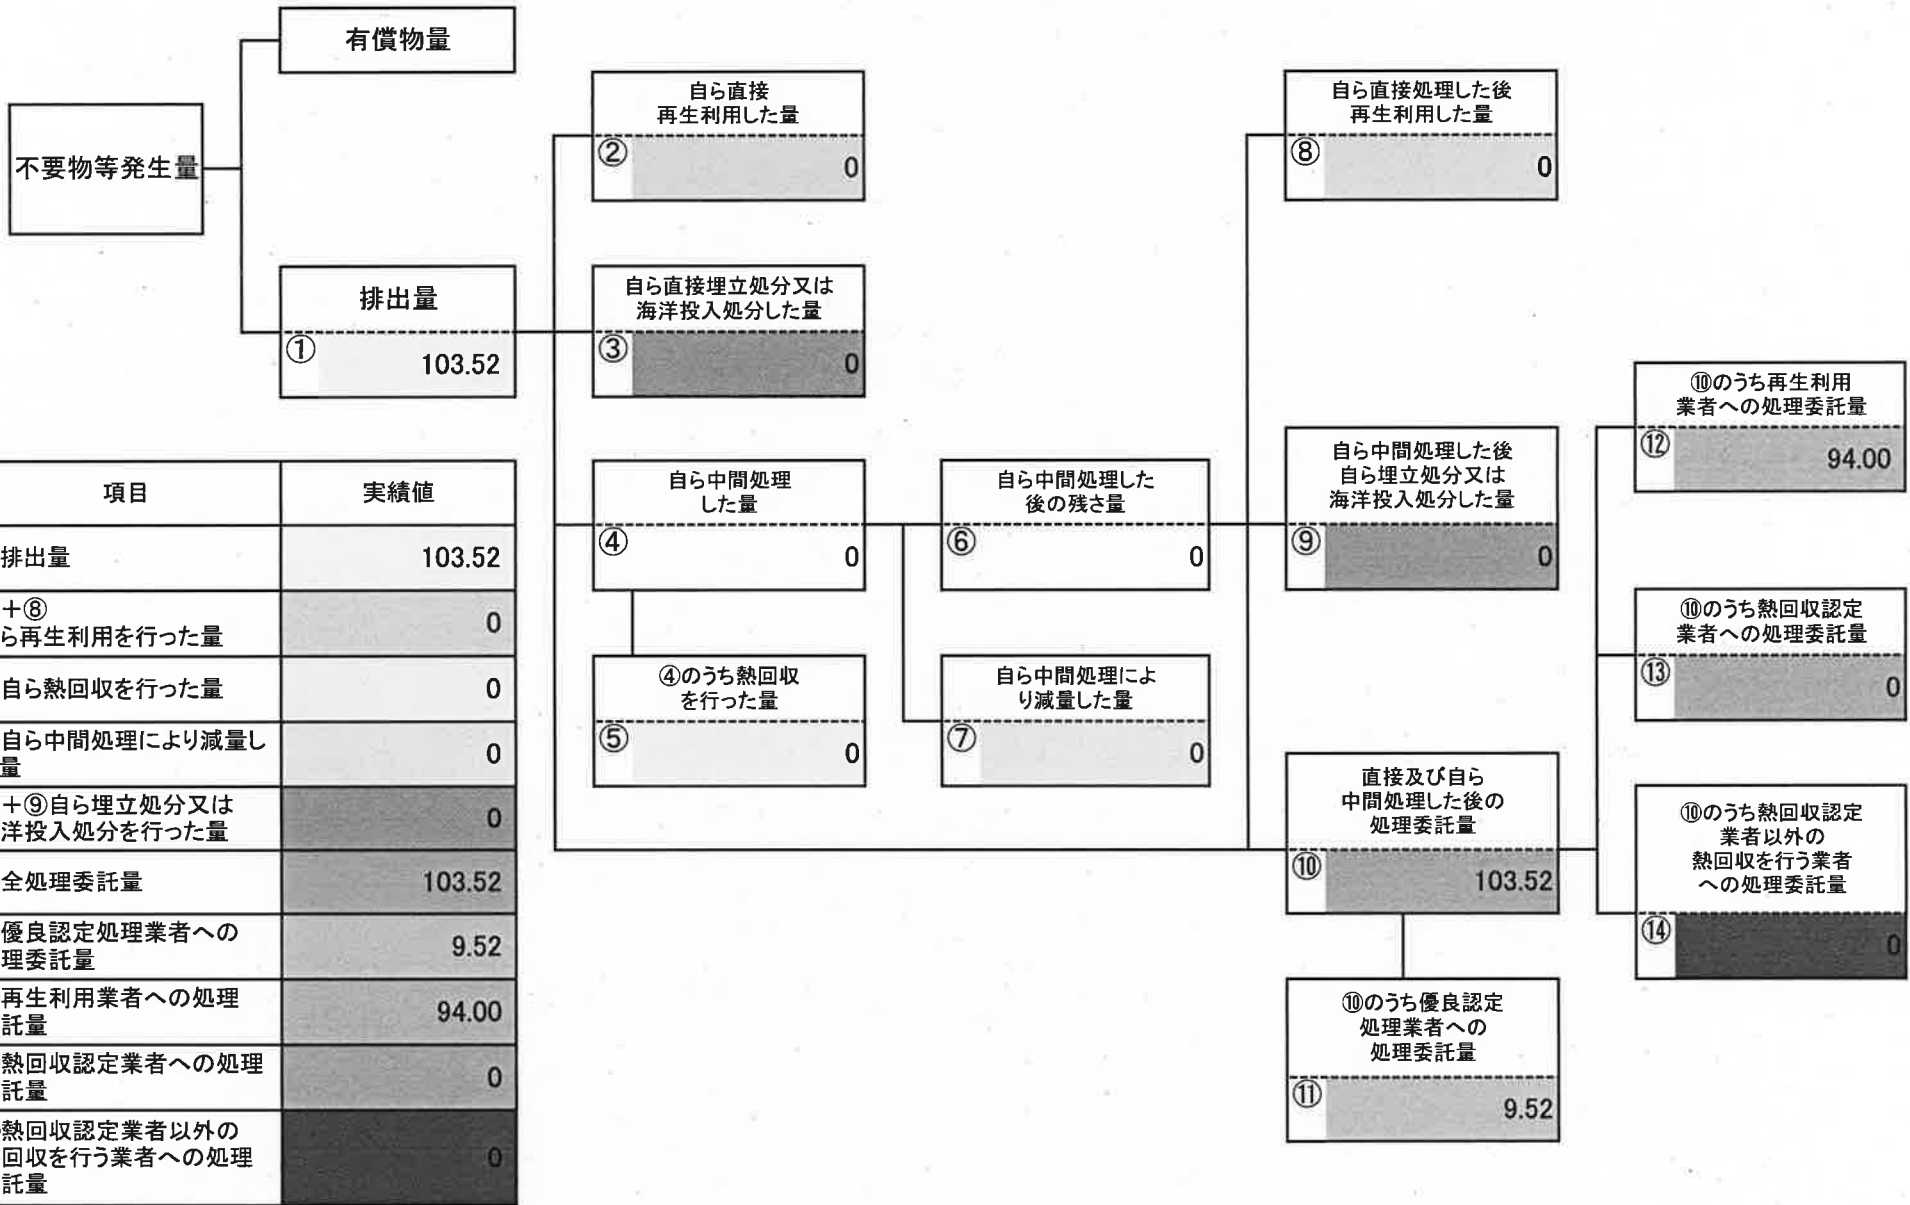 有償物量
不要物等発生量
排出量
①
103.52
自ら直接
再生利用した量
②
0
自ら直接埋立処分又は
海洋投入処分した量
③
0
自ら中間処理
した量
④
0
④のうち熱回収
を行った量
⑤
0
自ら中間処理した
後の残さ量
⑥
0
自ら中間処理によ
り減量した量
⑦
0
自ら直接処理した後
再生利用した量
⑧
0
自ら中間処理した後
自ら埋立処分又は
海洋投入処分した量
⑨
0
直接及び自ら
中間処理した後の
処理委託量
⑩
103.52
⑩のうち優良認定
処理業者への
処理委託量
⑪
9.52
⑩のうち再生利用
業者への処理委託量
⑫
94.00
⑩のうち熱回収認定
業者への処理委託量
⑬
0
⑩のうち熱回収認定
業者以外の
熱回収を行う業者
への処理委託量
⑭
0
項目 実績値
排出量 103.52
+⑧
ら再生利用を行った量 0
自ら熱回収を行った量 0
自ら中間処理により減量し
量 0
+⑨自ら埋立処分又は
洋投入処分を行った量 0
全処理委託量 103.52
優良認定処理業者への
理委託量 9.52
再生利用業者への処理
託量 94.00
熱回収認定業者への処理
託量 0
熱回収認定業者以外の
回収を行う業者への処理
託量 0